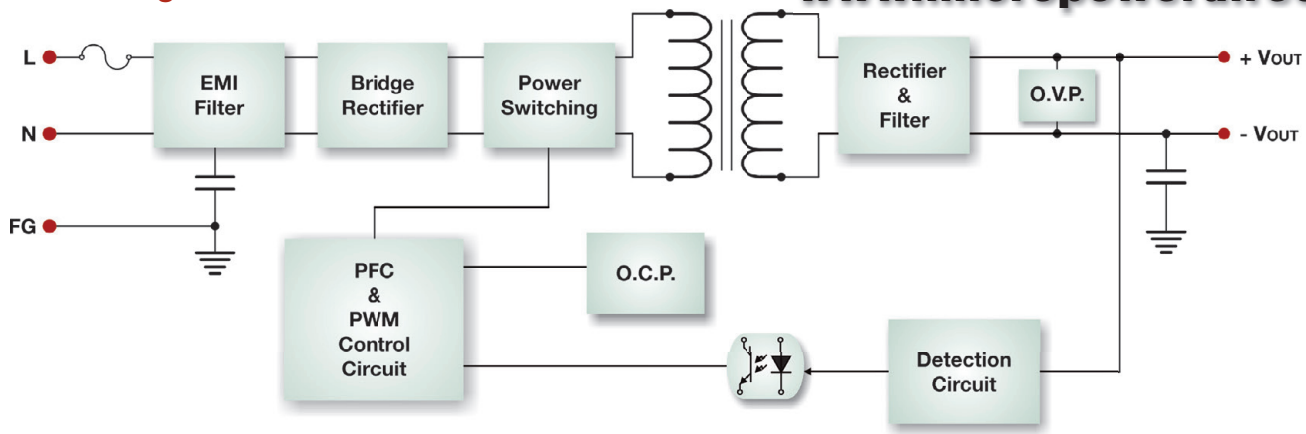 L
EMI
Filter
Bridge
Rectifier
Power
Switching
Rectifier
&
Filter
O.V.P.
+ VOUT
N
- VOUT
FG
PFC
&
PWM
Control
Circuit
O.C.P.
Detection
Circuit